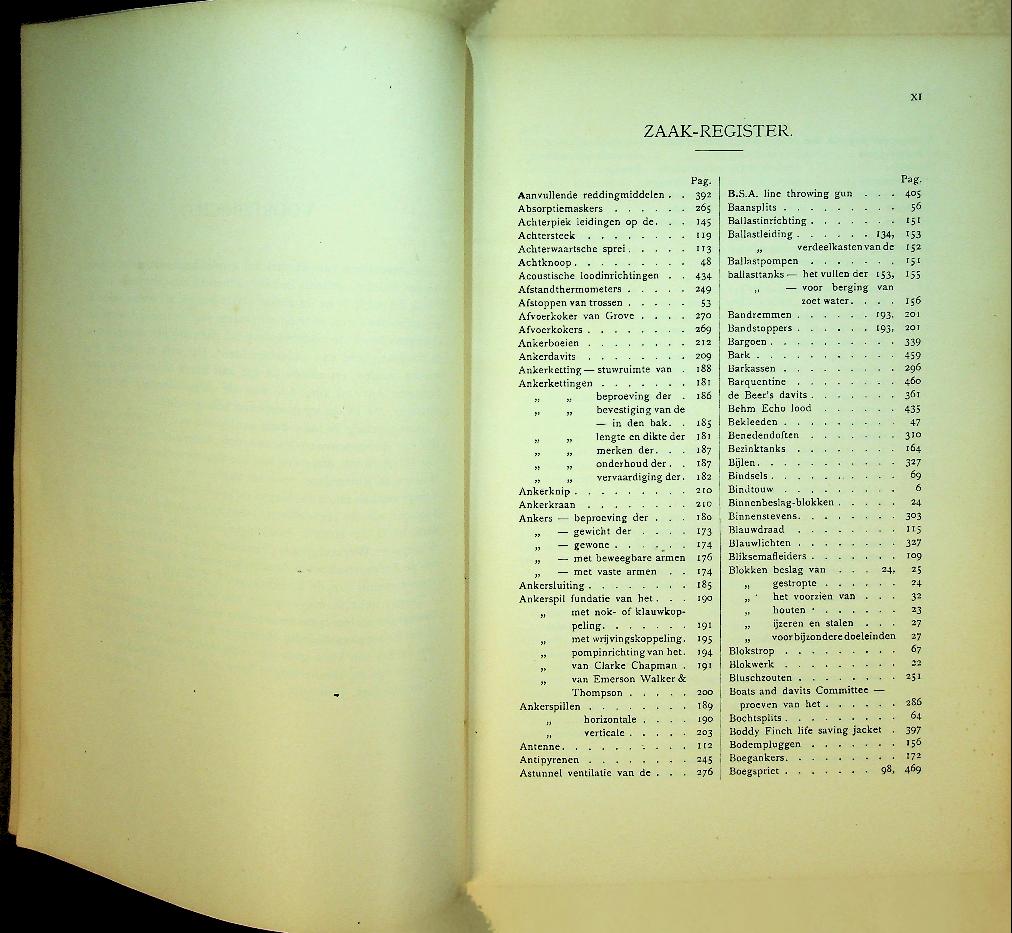 XI
ZAAK-REGISTER.
Pag.
Aanvullende reddingmiddelen . . 392
Absorptiemaskers . . . . . . 265
Achterpiek leidingen op de. . . 145
Achtersteek . . . . . . . . 119
Achterwaartsche sprei . . . . . 113
Achtknoop . . . . . . . . . 48
Acoustische loodinrichtingen . . 434
Afstandthermometers . . . . . 249
Afstoppen van trossen . . . . . 53
Afvoerkoker van Grove . . . . 270
Afvoerkokers . . . . . . . . 269
Ankerboeien . . . . . . . . 212
Ankerdavits . . . . . . . . 209
Ankerketting — stuwruimte van . 188
Ankerkettingen . . . . . . . 181
„ „ beproeving der . 186
„ „ bevestiging van de
— in den bak. . 185
„ „ lengte en dikte der 181
„ „ merken der. . . 187
„ „ onderhoud der . . 187
„ „ vervaardiging der. 182
Ankerknip . . . . . . . . . 210
Ankerkraan . . . . . . . . 210
Ankers — beproeving der . . . 180
„ — gewicht der . . . . 173
„ — gewone . . . . . . 174
„ — met beweegbare armen 176
„ — met vaste armen . . 174
Ankersluiting . . . . . . . . 185
Ankerspil fundatie van het . . . 190
„ met nok- of klauwkop-
peling. . . . . . . 191
„ met wrijvingskoppeling. 195
„ pompinrichting van het. 194
„ van Clarke Chapman . 191
„ van Emerson Walker &
Thompson . . . . . 200
Ankerspillen . . . . . . . . 189
„ horizontale . . . . 190
„ verticale . . . . . 203
Antenne. . . . . . . . . . 112
Antipyrenen . . . . . . . . 245
Astunnel ventilatie van de . . . 276
Pag.
B.S.A. line throwing gun . . . 405
Baansplits . . . . . . . . . 56
Ballastinrichting . . . . . . . 151
Ballastleiding . . . . . . 134, 153
„ verdeelkasten van de 152
Ballastpompen . . . . . . . 151
ballasttanks — het vullen der 153, 155
„ — voor berging van
zoet water. . . . 156
Bandremmen . . . . . . 193, 201
Bandstoppers . . . . . . 193, 201
Bargoen . . . . . . . . . . 339
Bark . . . . . . . . . . . 459
Barkassen . . . . . . . . . 296
Barquentine . . . . . . . . 460
de Beer's davits . . . . . . . 361
Behm Echo lood . . . . . . 435
Bekleeden . . . . . . . . . 47
Benedendoften . . . . . . . 310
Bezinktanks . . . . . . . . 164
Bijlen. . . . . . . . . . . 327
Bindsels . . . . . . . . . . 69
Bindtouw . . . . . . . . . 6
Binnenbeslag-blokken . . . . . 24
Binnenstevens. . . . . . . . 303
Blauwdraad . . . . . . . . 115
Blauwlichten . . . . . . . . 327
Bliksemafleiders . . . . . . . 109
Blokken beslag van . . . 24, 25
„ gestropte . . . . . 24
„ het voorzien van . . . 32
„ houten . . . . . . 23
„ ijzeren en stalen . . . 27
„ voor bijzondere doeleinden 27
Blokstrop . . . . . . . . . 67
Blokwerk . . . . . . . . . 22
Bluschzouten . . . . . . . . 251
Boats and davits Committee —
proeven van het . . . . . . 286
Bochtsplits . . . . . . . . . 64
Boddy Finch life saving jacket . 397
Bodempluggen . . . . . . . 156
Boegankers. . . . . . . . . 172
Boegspriet . . . . . . . 98, 469